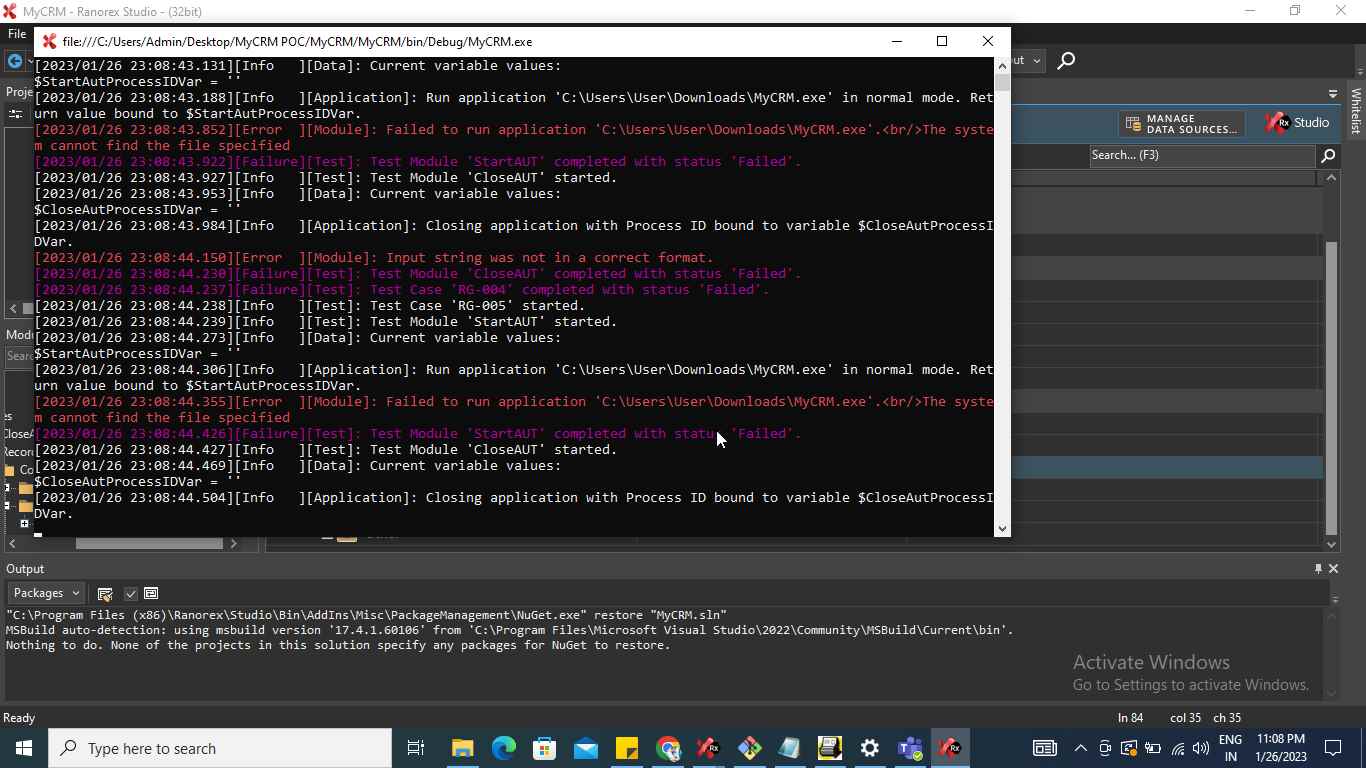 MyCRM - Ranorex Studio - (32bit)
File
file:///C:/Users/Admin/Desktop/MyCRM POC/MyCRM/MyCRM/bin/Debug/MyCRM.exe
[2023/01/26 23:08:43.131][Info   ][Data]: Current variable values:
$StartAutProcessIDVar = ''
[2023/01/26 23:08:43.188][Info   ][Application]: Run application 'C:\Users\User\Downloads\MyCRM.exe' in normal mode. Ret
urn value bound to $StartAutProcessIDVar.
[2023/01/26 23:08:43.852][Error  ][Module]: Failed to run application 'C:\Users\User\Downloads\MyCRM.exe'.<br/>The syste
m cannot find the file specified
[2023/01/26 23:08:43.922][Failure][Test]: Test Module 'StartAUT' completed with status 'Failed'.
[2023/01/26 23:08:43.927][Info   ][Test]: Test Module 'CloseAUT' started.
[2023/01/26 23:08:43.953][Info   ][Data]: Current variable values:
$CloseAutProcessIDVar = ''
[2023/01/26 23:08:43.984][Info   ][Application]: Closing application with Process ID bound to variable $CloseAutProcessI
DVar.
[2023/01/26 23:08:44.150][Error  ][Module]: Input string was not in a correct format.
[2023/01/26 23:08:44.230][Failure][Test]: Test Module 'CloseAUT' completed with status 'Failed'.
[2023/01/26 23:08:44.237][Failure][Test]: Test Case 'RG-004' completed with status 'Failed'.
[2023/01/26 23:08:44.238][Info   ][Test]: Test Case 'RG-005' started.
[2023/01/26 23:08:44.239][Info   ][Test]: Test Module 'StartAUT' started.
[2023/01/26 23:08:44.273][Info   ][Data]: Current variable values:
$StartAutProcessIDVar = ''
[2023/01/26 23:08:44.306][Info   ][Application]: Run application 'C:\Users\User\Downloads\MyCRM.exe' in normal mode. Ret
urn value bound to $StartAutProcessIDVar.
[2023/01/26 23:08:44.355][Error  ][Module]: Failed to run application 'C:\Users\User\Downloads\MyCRM.exe'.<br/>The syste
m cannot find the file specified
[2023/01/26 23:08:44.426][Failure][Test]: Test Module 'StartAUT' completed with statu 'Failed'.
[2023/01/26 23:08:44.427][Info   ][Test]: Test Module 'CloseAUT' started.
[2023/01/26 23:08:44.469][Info   ][Data]: Current variable values:
$CloseAutProcessIDVar = ''
[2023/01/26 23:08:44.504][Info   ][Application]: Closing application with Process ID bound to variable $CloseAutProcessI
DVar.
Proje
Modu
Sear
es
CloseA
Recor
Co
out
Whitelist
MANAGE
DATA SOURCES...
Rx Studio
Search... (F3)
Output
Packages
"C:\Program Files (x86)\Ranorex\Studio\Bin\AddIns\Misc\PackageManagement\NuGet.exe" restore "MyCRM.sln"
MSBuild auto-detection: using msbuild version '17.4.1.60106' from 'C:\Program Files\Microsoft Visual Studio\2022\Community\MSBuild\Current\bin'.
Nothing to do. None of the projects in this solution specify any packages for NuGet to restore.
Activate Windows
Go to Settings to activate Windows.
Ready
ln 84 col 35 ch 35
Type here to search
ENG
IN
11:08 PM
1/26/2023